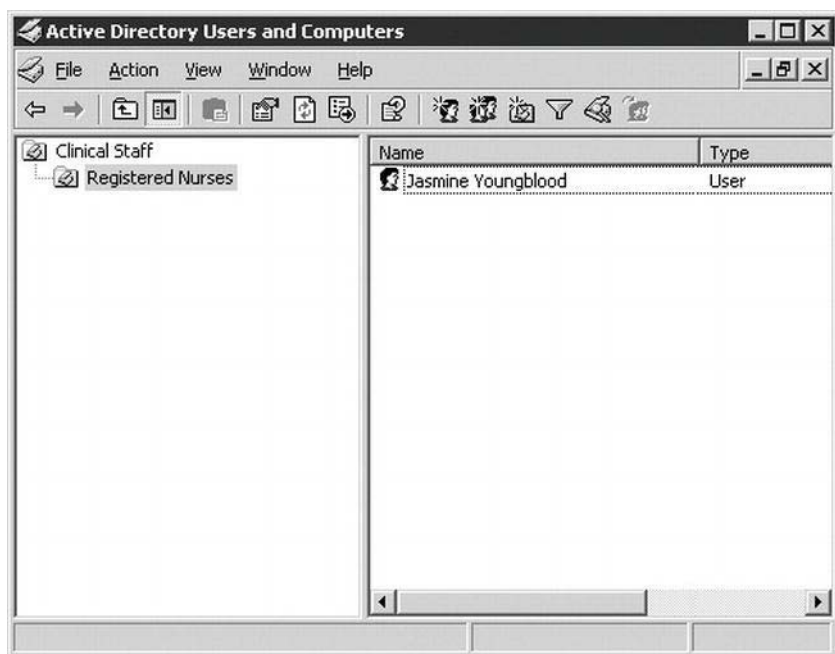 Active Directory Users and Computers
File Action View Window Help
Clinical Staff
Registered Nurses
Name Type
Jasmine Youngblood User